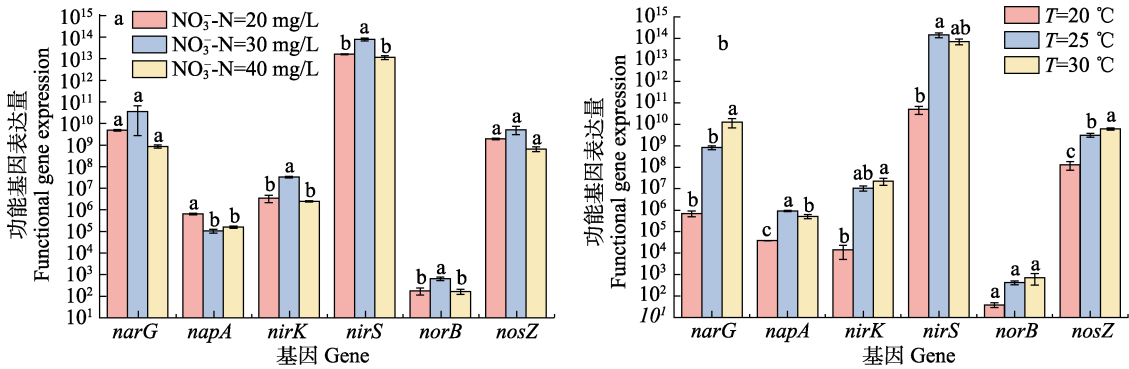 a
NO₃⁻-N=20 mg/L
NO₃⁻-N=30 mg/L
NO₃⁻-N=40 mg/L
功能基因表达量
Functional gene expression
10¹⁵
10¹⁴
10¹³
10¹²
10¹¹
10¹⁰
10⁹
10⁸
10⁷
10⁶
10⁵
10⁴
10³
10²
10¹
a a a
a b b
b a b
b a b
b a b
a a a
narG napA nirK nirS norB nosZ
基因 Gene
b
T=20 ℃
T=25 ℃
T=30 ℃
功能基因表达量
Functional gene expression
10¹⁵
10¹⁴
10¹³
10¹²
10¹¹
10¹⁰
10⁹
10⁸
10⁷
10⁶
10⁵
10⁴
10³
10²
10¹
b b a
c a b
b ab a
b a ab
a a a
c b a
narG napA nirK nirS norB nosZ
基因 Gene